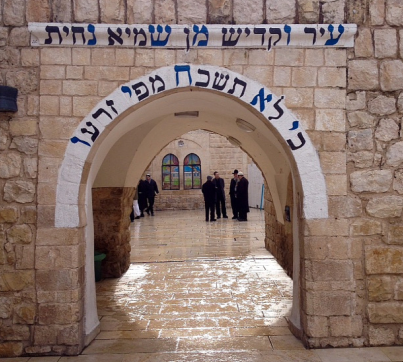 עיר וקדיש מן שמיא נחית
כי לא תשכח מפי זרעו